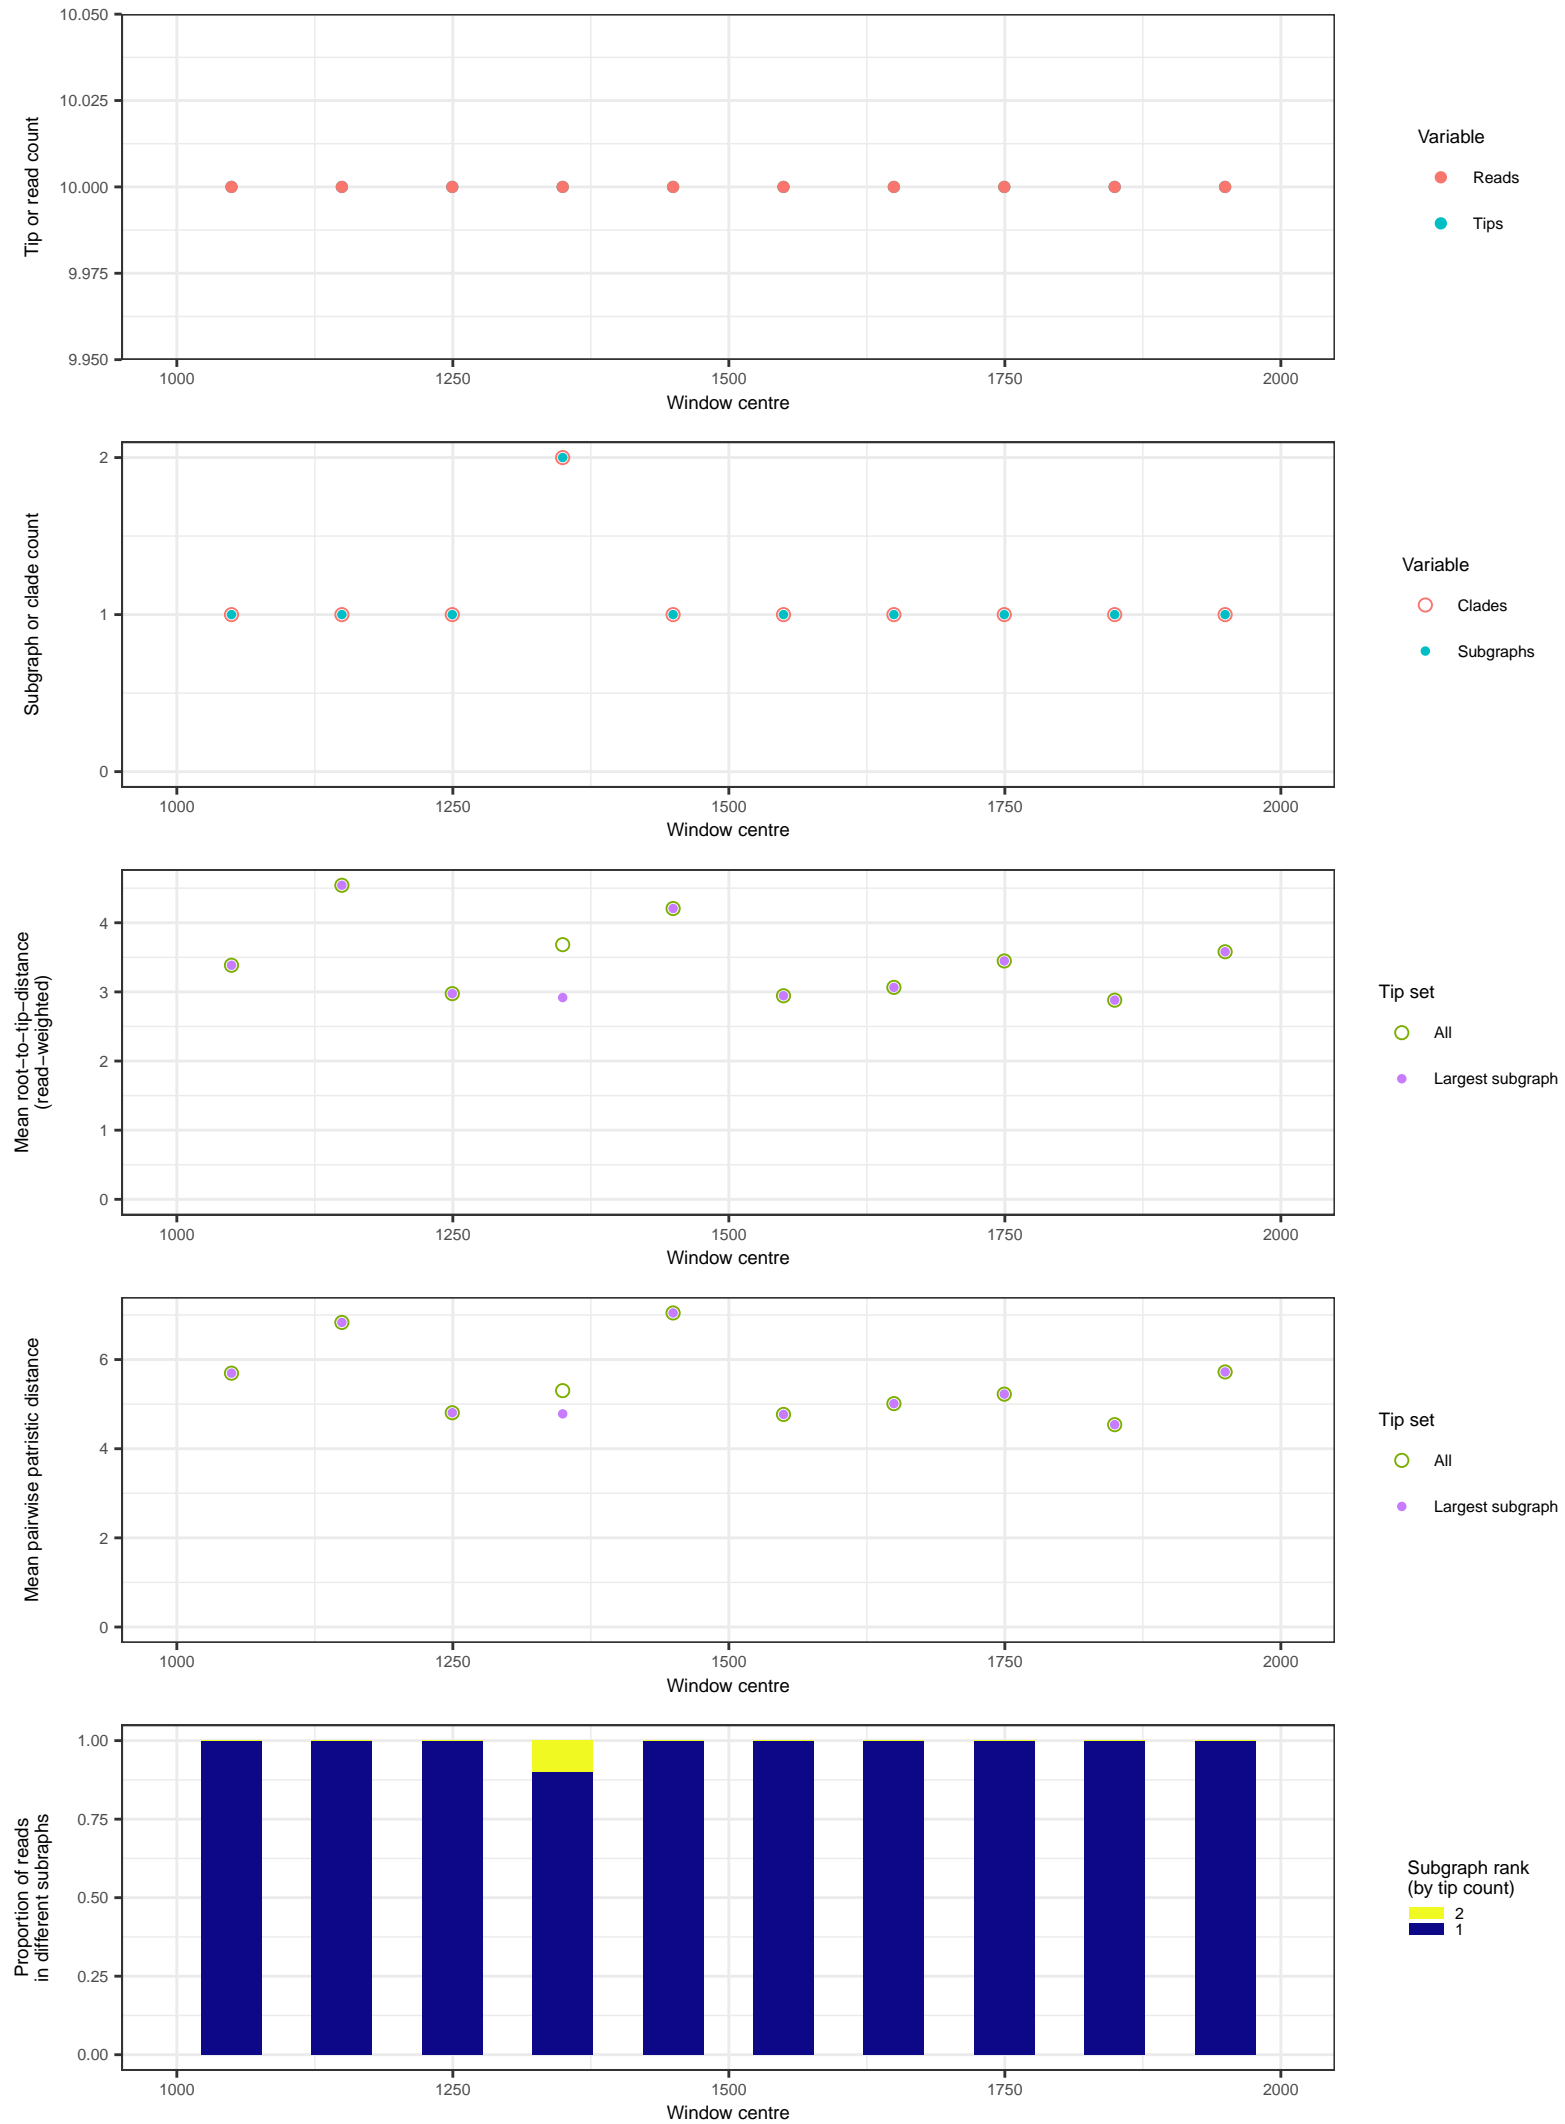 10.050
10.025
10.000
9.975
9.950
Tip or read count
1000 1250 1500 1750 2000
Window centre
Variable
Reads
Tips
2
1
0
Subgraph or clade count
1000 1250 1500 1750 2000
Window centre
Variable
Clades
Subgraphs
4
3
2
1
0
Mean root−to−tip−distance
(read−weighted)
1000 1250 1500 1750 2000
Window centre
Tip set
All
Largest subgraph
6
4
2
0
Mean pairwise patristic distance
1000 1250 1500 1750 2000
Window centre
Tip set
All
Largest subgraph
1.00
0.75
0.50
0.25
0.00
Proportion of reads
in different subraphs
1000 1250 1500 1750 2000
Window centre
Subgraph rank
(by tip count)
2
1